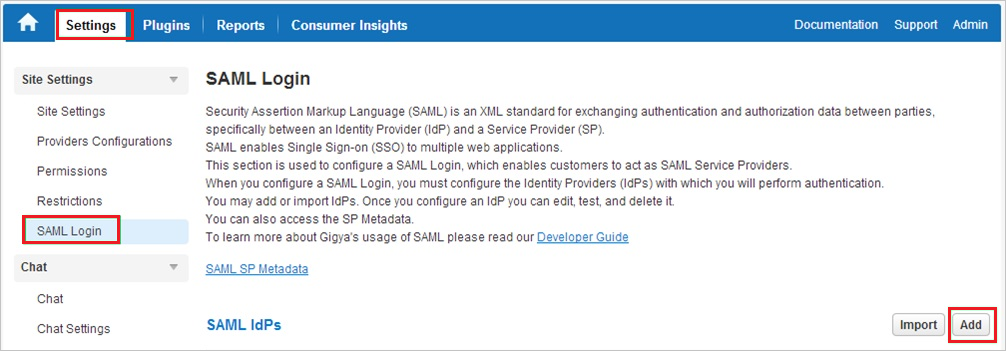 Settings Plugins Reports Consumer Insights Documentation Support Admin
Site Settings
Site Settings
Providers Configurations
Permissions
Restrictions
SAML Login
Chat
Chat
Chat Settings
SAML Login
Security Assertion Markup Language (SAML) is an XML standard for exchanging authentication and authorization data between parties,
specifically between an Identity Provider (IdP) and a Service Provider (SP).
SAML enables Single Sign-on (SSO) to multiple web applications.
This section is used to configure a SAML Login, which enables customers to act as SAML Service Providers.
When you configure a SAML Login, you must configure the Identity Providers (IdPs) with which you will perform authentication.
You may add or import IdPs. Once you configure an IdP you can edit, test, and delete it.
You can also access the SP Metadata.
To learn more about Gigya's usage of SAML please read our Developer Guide
SAML SP Metadata
SAML IdPs Import Add